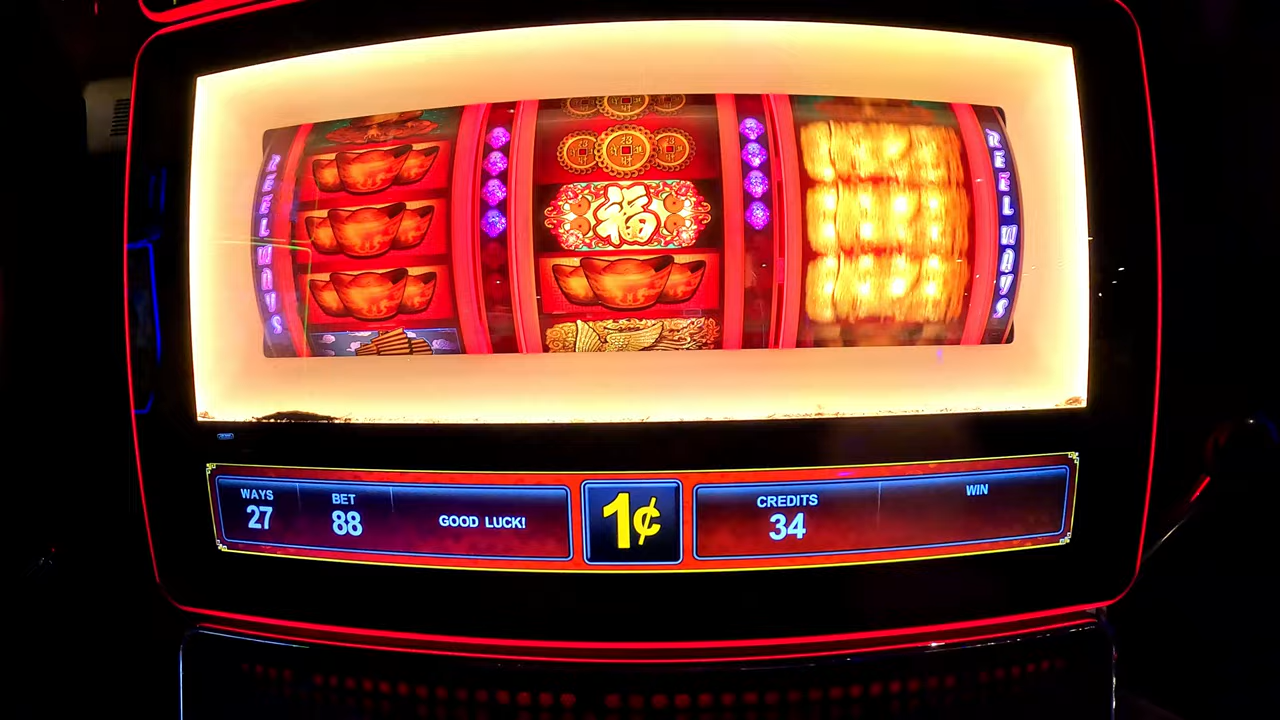 REEL WAYS
福
REEL WAYS
WAYS
27
BET
88
GOOD LUCK!
1¢
CREDITS
34
WIN